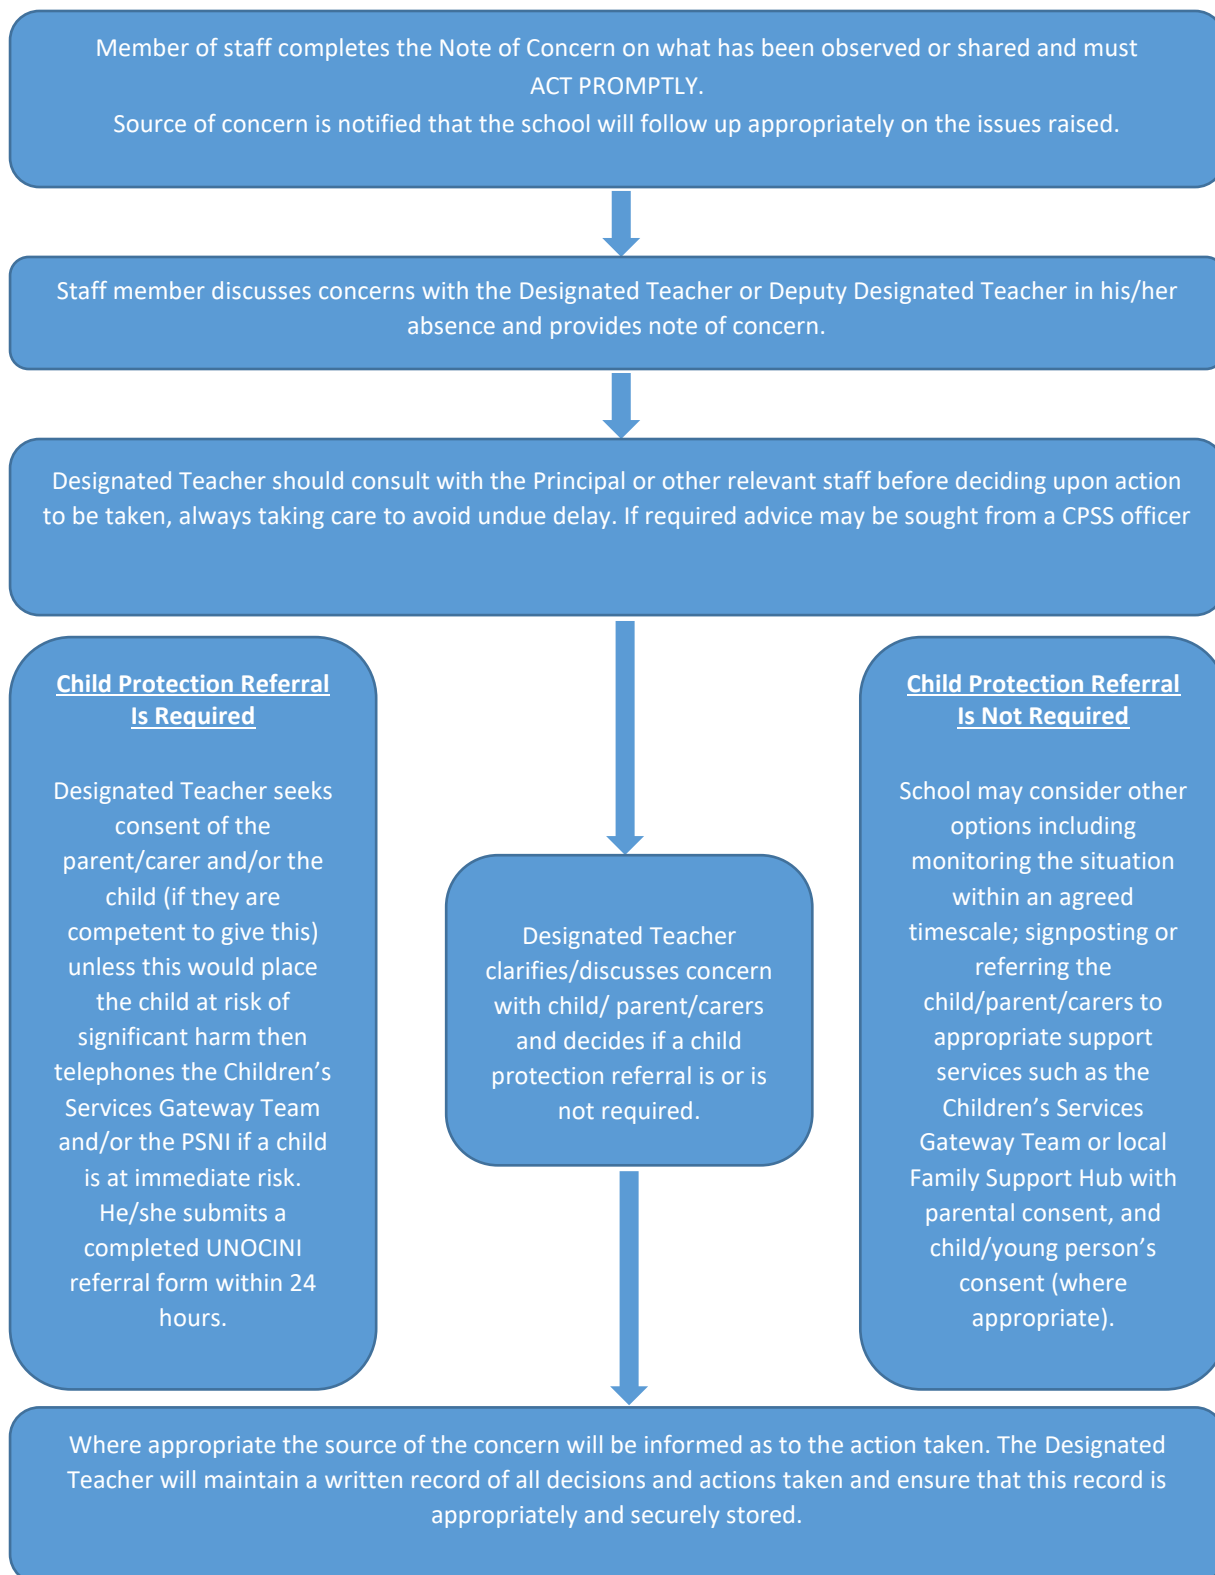 Member of staff completes the Note of Concern on what has been observed or shared and must
ACT PROMPTLY.
Source of concern is notified that the school will follow up appropriately on the issues raised.
Staff member discusses concerns with the Designated Teacher or Deputy Designated Teacher in his/her
absence and provides note of concern.
Designated Teacher should consult with the Principal or other relevant staff before deciding upon action
to be taken, always taking care to avoid undue delay. If required advice may be sought from a CPSS officer
Child Protection Referral
Is Required
Designated Teacher seeks
consent of the
parent/carer and/or the
child (if they are
competent to give this)
unless this would place
the child at risk of
significant harm then
telephones the Children’s
Services Gateway Team
and/or the PSNI if a child
is at immediate risk.
He/she submits a
completed UNOCINI
referral form within 24
hours.
Designated Teacher
clarifies/discusses concern
with child/ parent/carers
and decides if a child
protection referral is or is
not required.
Child Protection Referral
Is Not Required
School may consider other
options including
monitoring the situation
within an agreed
timescale; signposting or
referring the
child/parent/carers to
appropriate support
services such as the
Children’s Services
Gateway Team or local
Family Support Hub with
parental consent, and
child/young person’s
consent (where
appropriate).
Where appropriate the source of the concern will be informed as to the action taken. The Designated
Teacher will maintain a written record of all decisions and actions taken and ensure that this record is
appropriately and securely stored.